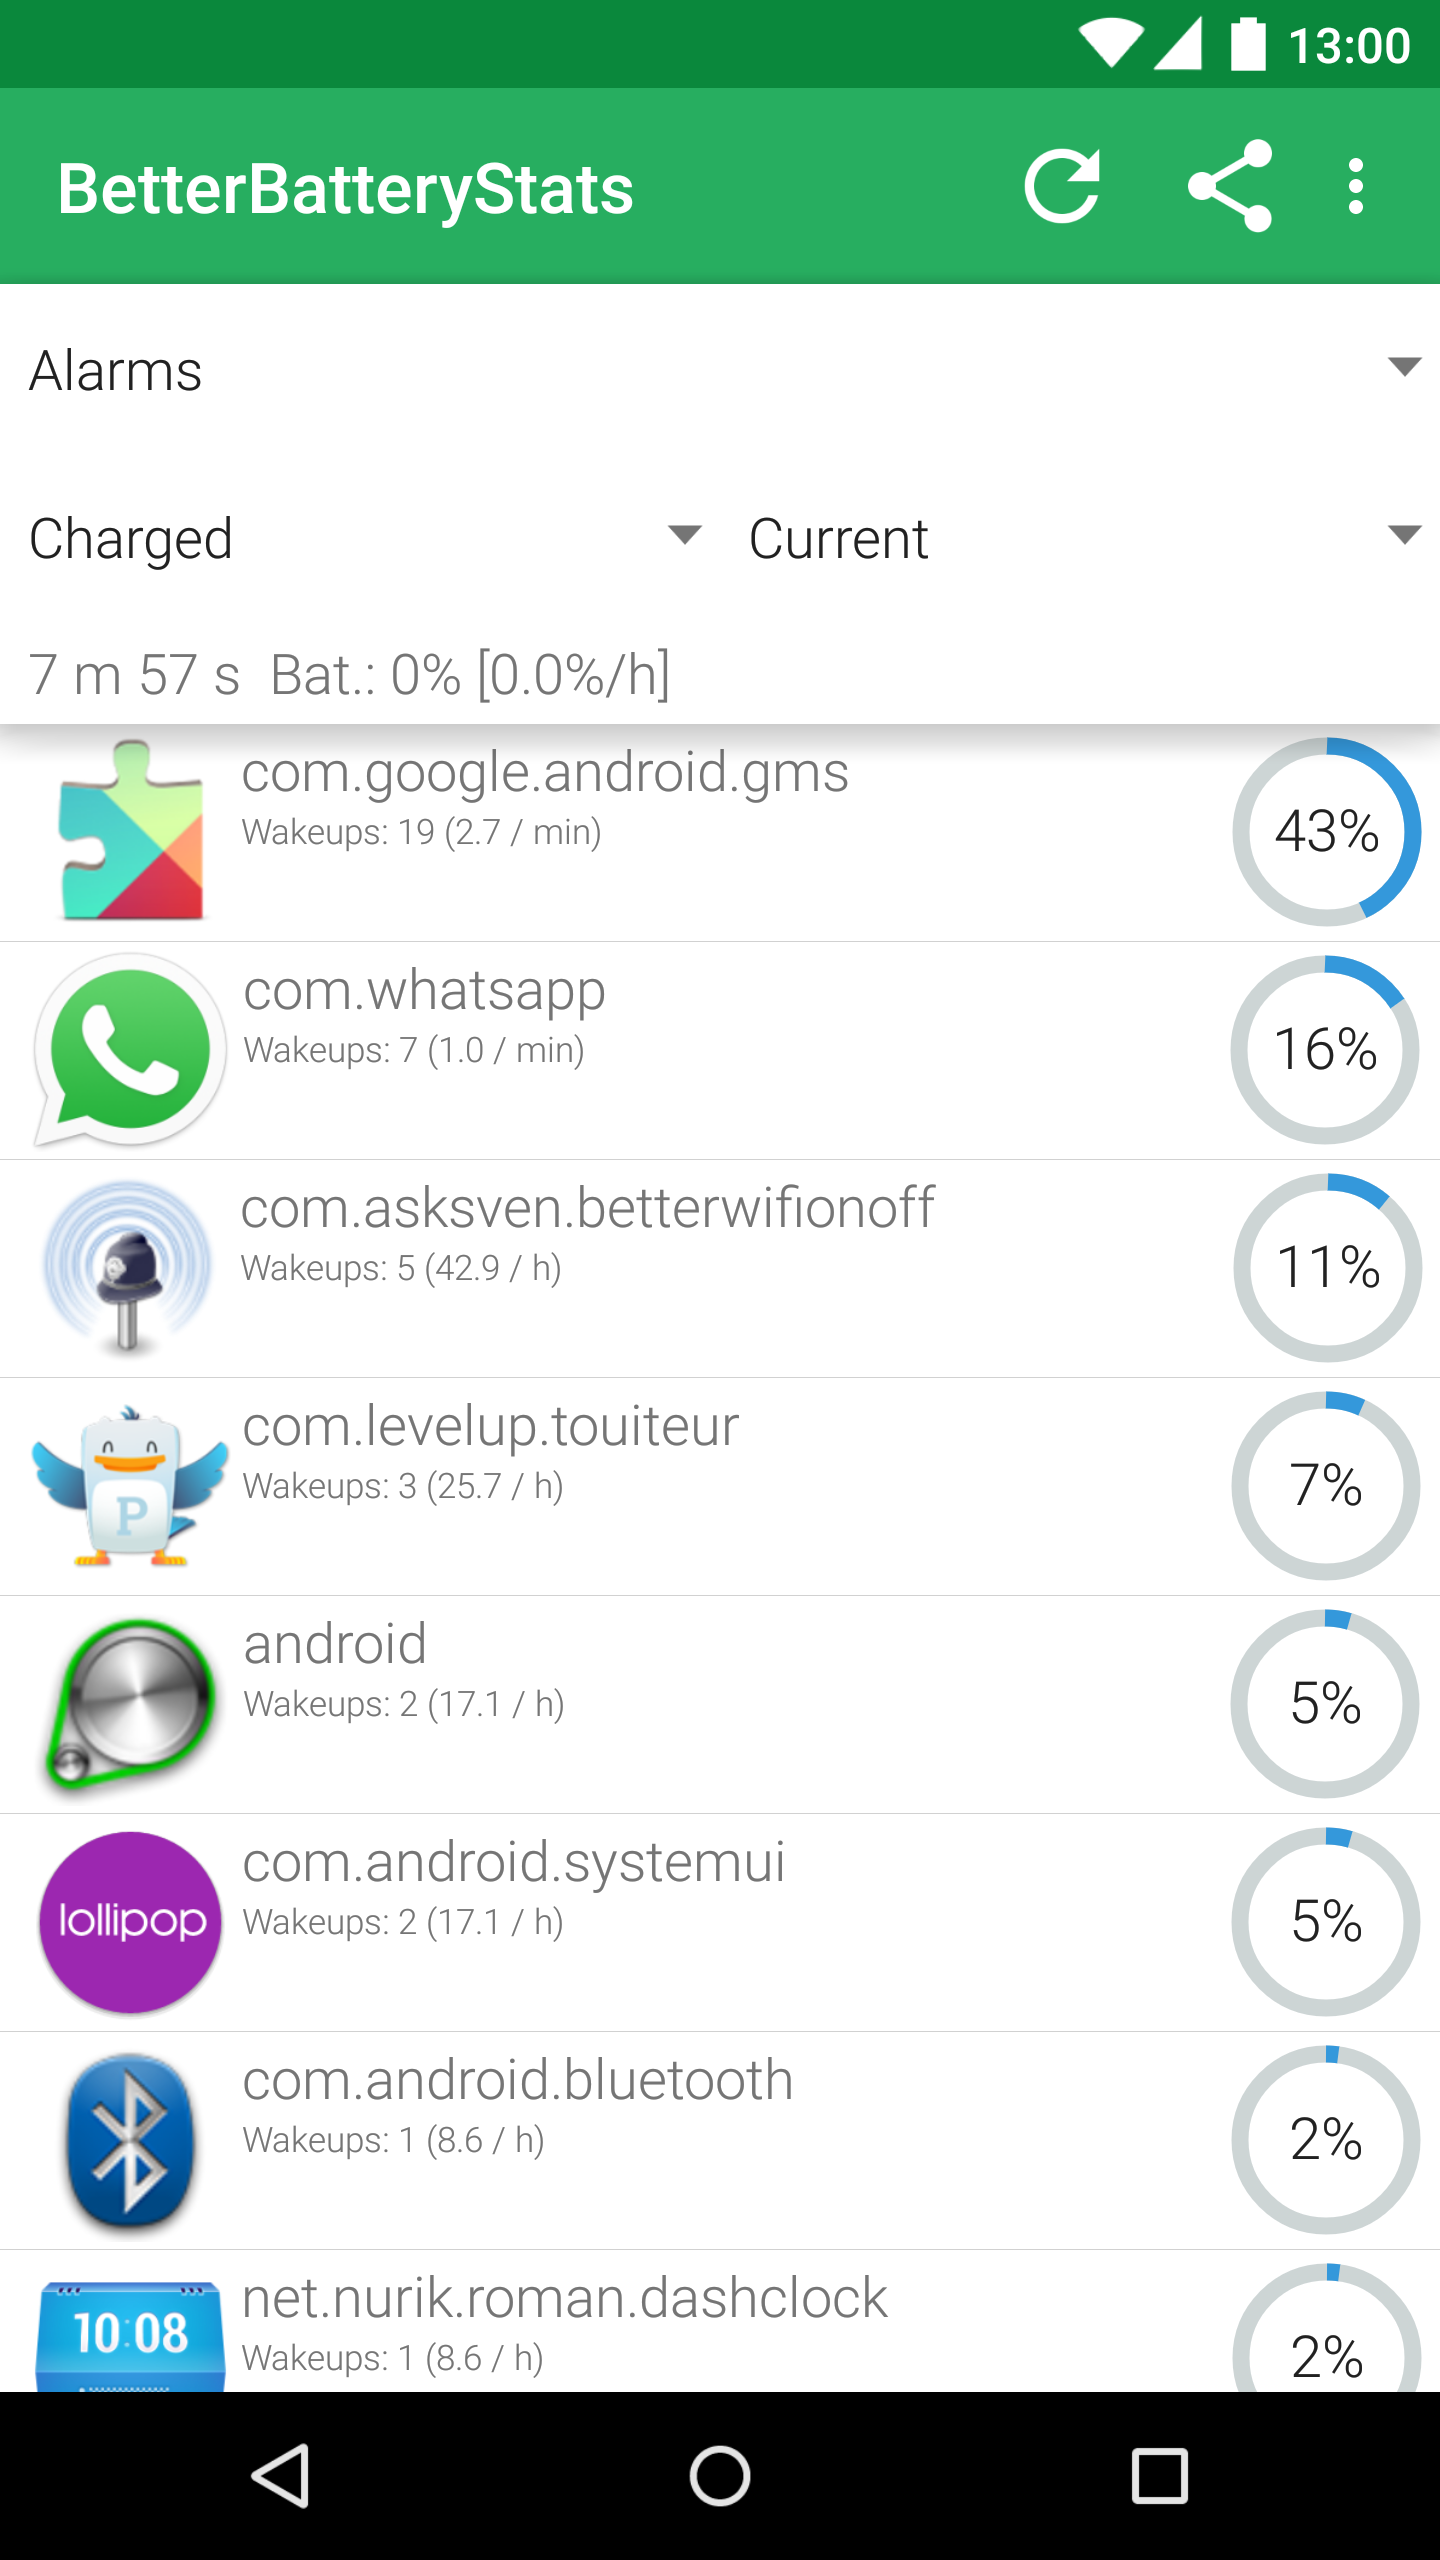 13:00
BetterBatteryStats
Alarms
Charged Current
7 m 57 s Bat.: 0% [0.0%/h]
com.google.android.gms
Wakeups: 19 (2.7 / min)
43%
com.whatsapp
Wakeups: 7 (1.0 / min)
16%
com.asksven.betterwifionoff
Wakeups: 5 (42.9 / h)
11%
com.levelup.touiteur
Wakeups: 3 (25.7 / h)
7%
P
android
Wakeups: 2 (17.1 / h)
5%
lollipop
com.android.systemui
Wakeups: 2 (17.1 / h)
5%
com.android.bluetooth
Wakeups: 1 (8.6 / h)
2%
10:08
net.nurik.roman.dashclock
Wakeups: 1 (8.6 / h)
2%